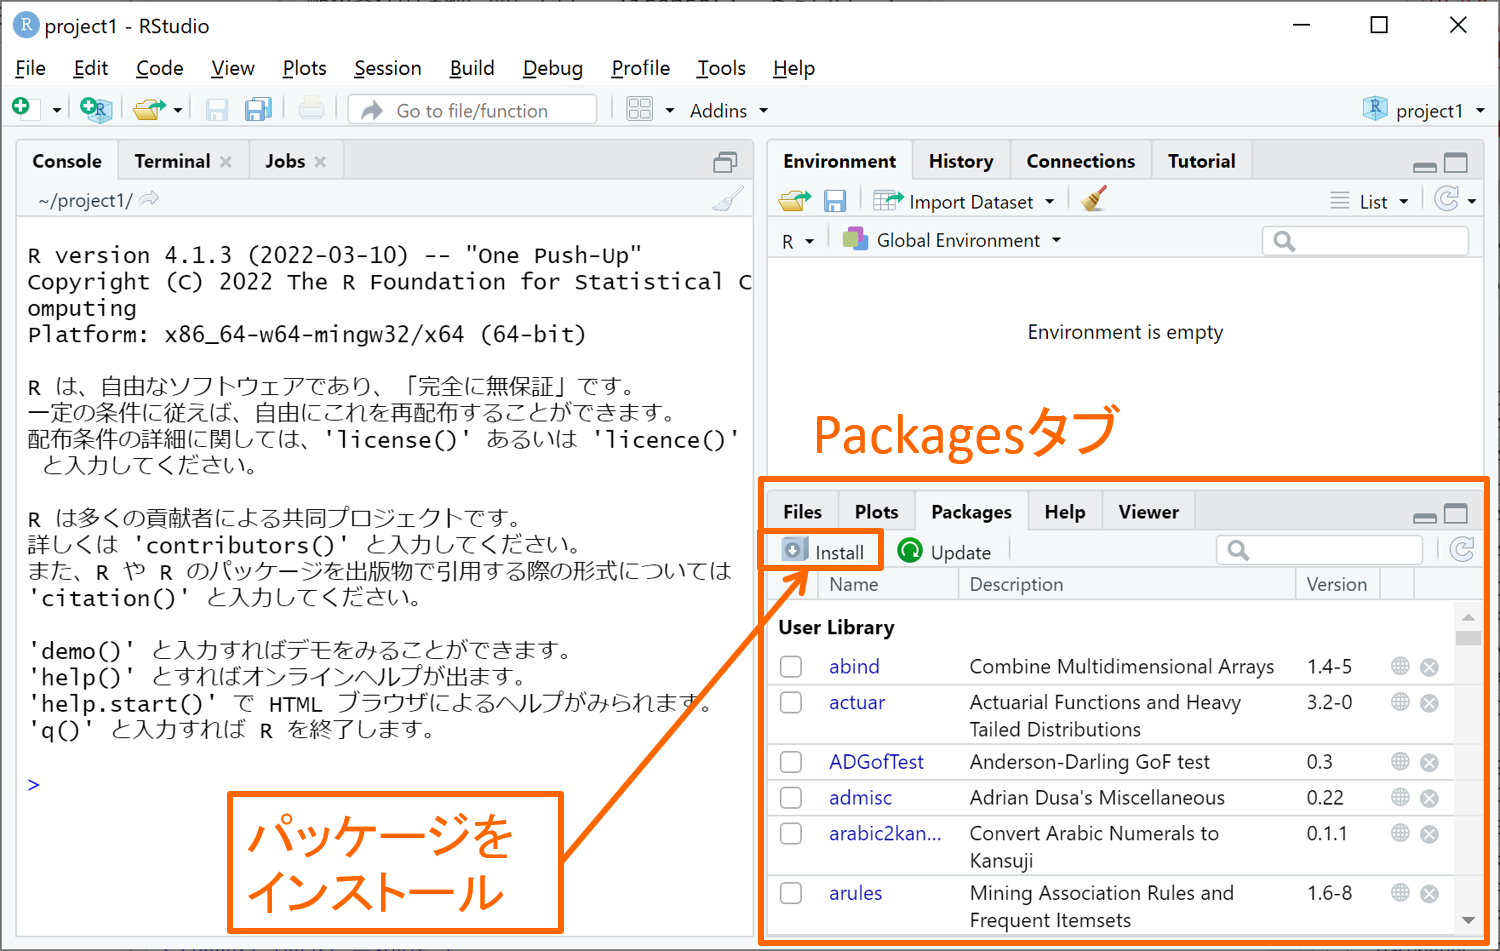 project1 - RStudio
File Edit Code View Plots Session Build Debug Profile Tools Help
Go to file/function
Addins
project1
Console Terminal Jobs
~/project1/
R version 4.1.3 (2022-03-10) -- "One Push-Up"
Copyright (C) 2022 The R Foundation for Statistical C
omputing
Platform: x86_64-w64-mingw32/x64 (64-bit)
R は、自由なソフトウェアであり、「完全に無保証」です。
一定の条件に従えば、自由にこれを再配布することができます。
配布条件の詳細に関しては、'license()' あるいは 'licence()'
と入力してください。
R は多くの貢献者による共同プロジェクトです。
詳しくは 'contributors()' と入力してください。
また、R や R のパッケージを出版物で引用する際の形式については
'citation()' と入力してください。
'demo()' と入力すればデモをみることができます。
'help()' とすればオンラインヘルプが出ます。
'help.start()' で HTML ブラウザによるヘルプがみられます。
'q()' と入力すれば R を終了します。
>
パッケージを
インストール
Environment History Connections Tutorial
Import Dataset
List
R
Global Environment
Environment is empty
Packagesタブ
Files Plots Packages Help Viewer
Install Update
Name Description Version
User Library
abind Combine Multidimensional Arrays 1.4-5
actuar Actuarial Functions and Heavy 3.2-0
Tailed Distributions
ADGofTest Anderson-Darling GoF test 0.3
admisc Adrian Dusa's Miscellaneous 0.22
arabic2kan... Convert Arabic Numerals to 0.1.1
Kansuji
arules Mining Association Rules and 1.6-8
Frequent Itemsets